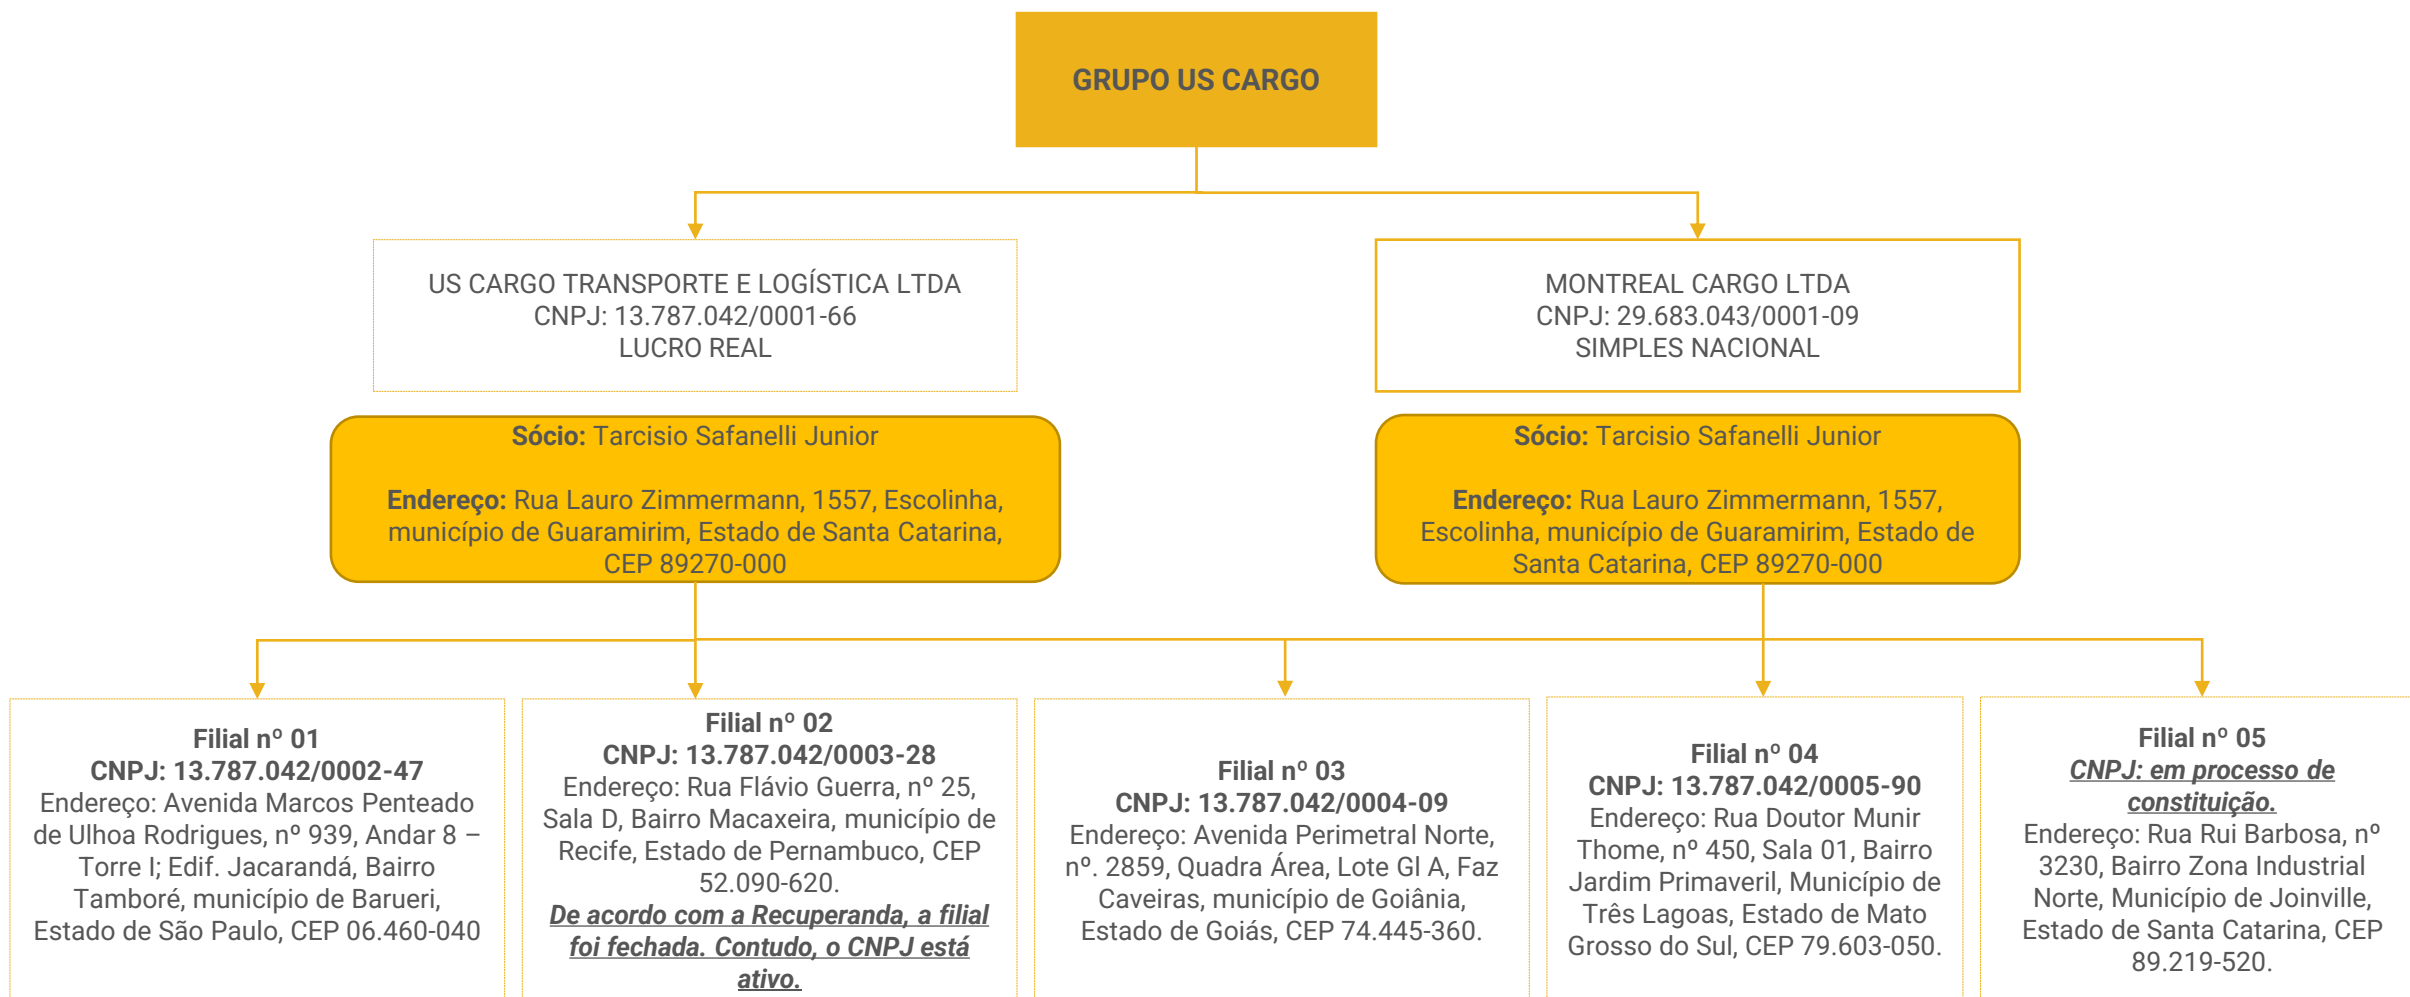 GRUPO US CARGO
US CARGO TRANSPORTE E LOGÍSTICA LTDA
CNPJ: 13.787.042/0001-66
LUCRO REAL
MONTREAL CARGO LTDA
CNPJ: 29.683.043/0001-09
SIMPLES NACIONAL
Sócio: Tarcisio Safanelli Junior
Endereço: Rua Lauro Zimmermann, 1557, Escolinha,
município de Guaramirim, Estado de Santa Catarina,
CEP 89270-000
Sócio: Tarcisio Safanelli Junior
Endereço: Rua Lauro Zimmermann, 1557,
Escolinha, município de Guaramirim, Estado de
Santa Catarina, CEP 89270-000
Filial nº 01
CNPJ: 13.787.042/0002-47
Endereço: Avenida Marcos Penteado
de Ulhoa Rodrigues, nº 939, Andar 8 –
Torre I; Edif. Jacarandá, Bairro
Tamboré, município de Barueri,
Estado de São Paulo, CEP 06.460-040
Filial nº 02
CNPJ: 13.787.042/0003-28
Endereço: Rua Flávio Guerra, nº 25,
Sala D, Bairro Macaxeira, município de
Recife, Estado de Pernambuco, CEP
52.090-620.
De acordo com a Recuperanda, a filial
foi fechada. Contudo, o CNPJ está
ativo.
Filial nº 03
CNPJ: 13.787.042/0004-09
Endereço: Avenida Perimetral Norte,
nº. 2859, Quadra Área, Lote Gl A, Faz
Caveiras, município de Goiânia,
Estado de Goiás, CEP 74.445-360.
Filial nº 04
CNPJ: 13.787.042/0005-90
Endereço: Rua Doutor Munir
Thome, nº 450, Sala 01, Bairro
Jardim Primaveril, Município de
Três Lagoas, Estado de Mato
Grosso do Sul, CEP 79.603-050.
Filial nº 05
CNPJ: em processo de
constituição.
Endereço: Rua Rui Barbosa, nº
3230, Bairro Zona Industrial
Norte, Município de Joinville,
Estado de Santa Catarina, CEP
89.219-520.